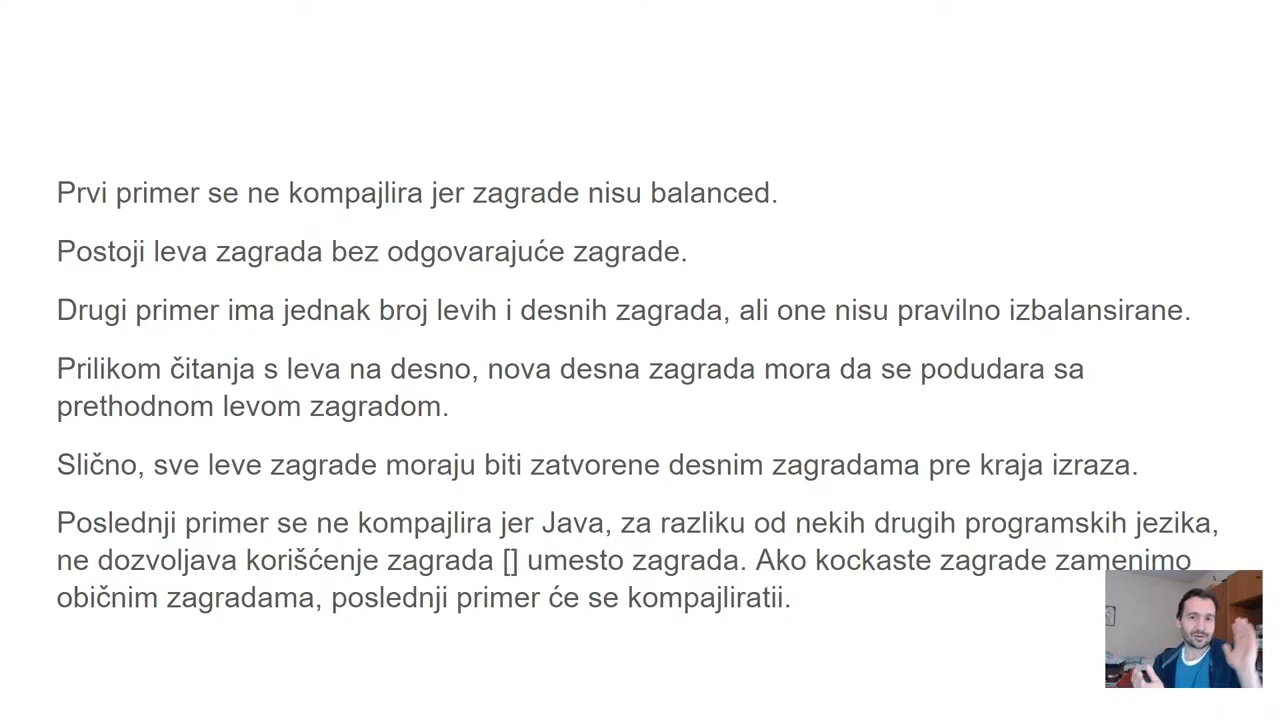 Prvi primer se ne kompajlira jer zagrade nisu balanced.
Postoji leva zagrada bez odgovarajuće zagrade.
Drugi primer ima jednak broj levih i desnih zagrada, ali one nisu pravilno izbalansirane.
Prilikom čitanja s leva na desno, nova desna zagrada mora da se podudara sa
prethodnom levom zagradom.
Slično, sve leve zagrade moraju biti zatvorene desnim zagradama pre kraja izraza.
Poslednji primer se ne kompajlira jer Java, za razliku od nekih drugih programskih jezika,
ne dozvoljava korišćenje zagrada [] umesto zagrada. Ako kockaste zagrade zamenimo
običnim zagradama, poslednji primer će se kompajliratii.